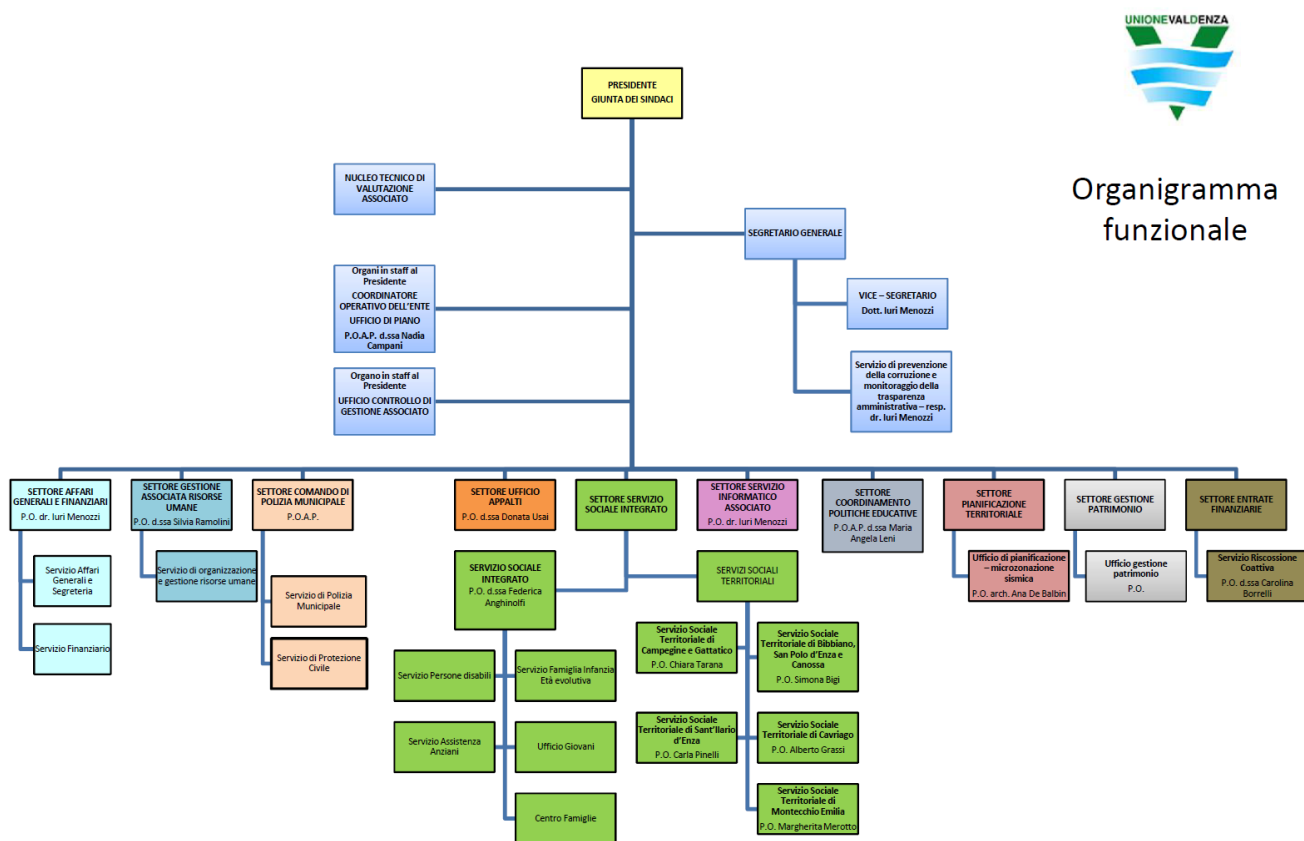 UNIONEVALDENZA
Organigramma
funzionale
PRESIDENTE
GIUNTA DEI SINDACI
NUCLEO TECNICO DI
VALUTAZIONE
ASSOCIATO
SEGRETARIO GENERALE
Organi in staff al
Presidente
COORDINATORE
OPERATIVO DELL'ENTE
UFFICIO DI PIANO
P.O.A.P. d.ssa Nadia
Campani
VICE – SEGRETARIO
Dott. Iuri Menozzi
Organo in staff al
Presidente
UFFICIO CONTROLLO DI
GESTIONE ASSOCIATO
Servizio di prevenzione
della corruzione e
monitoraggio della
trasparenza
amministrativa – resp.
dr. Iuri Menozzi
SETTORE AFFARI
GENERALI E FINANZIARI
P.O. dr. Iuri Menozzi
SETTORE GESTIONE
ASSOCIATA RISORSE
UMANE
P.O. d.ssa Silvia Ramolini
SETTORE COMANDO DI
POLIZIA MUNICIPALE
P.O.A.P.
SETTORE UFFICIO
APPALTI
P.O. d.ssa Donata Usai
SETTORE SERVIZIO
SOCIALE INTEGRATO
SETTORE SERVIZIO
INFORMATICO
ASSOCIATO
P.O. dr. Iuri Menozzi
SETTORE
COORDINAMENTO
POLITICHE EDUCATIVE
P.O.A.P. d.ssa Maria
Angela Leni
SETTORE
PIANIFICAZIONE
TERRITORIALE
SETTORE GESTIONE
PATRIMONIO
SETTORE ENTRATE
FINANZIARIE
Servizio Affari
Generali e
Segreteria
Servizio Finanziario
Servizio di organizzazione
e gestione risorse umane
Servizio di Polizia
Municipale
Servizio di Protezione
Civile
SERVIZIO SOCIALE
INTEGRATO
P.O. d.ssa Federica
Anghinolfi
SERVIZI SOCIALI
TERRITORIALI
Ufficio di pianificazione
– microzonazione
sismica
P.O. arch. Ana De Balbin
Ufficio gestione
patrimonio
P.O.
Servizio Riscossione
Coattiva
P.O. d.ssa Carolina
Borrelli
Servizio Persone disabili
Servizio Famiglia Infanzia
Età evolutiva
Servizio Assistenza
Anziani
Ufficio Giovani
Centro Famiglie
Servizio Sociale
Territoriale di
Campegine e Gattatico
P.O. Chiara Tarana
Servizio Sociale
Territoriale di Bibbiano,
San Polo d'Enza e
Canossa
P.O. Simona Bigi
Servizio Sociale
Territoriale di Sant'Ilario
d'Enza
P.O. Carla Pinelli
Servizio Sociale
Territoriale di Cavriago
P.O. Alberto Grassi
Servizio Sociale
Territoriale di
Montecchio Emilia
P.O. Margherita Merotto